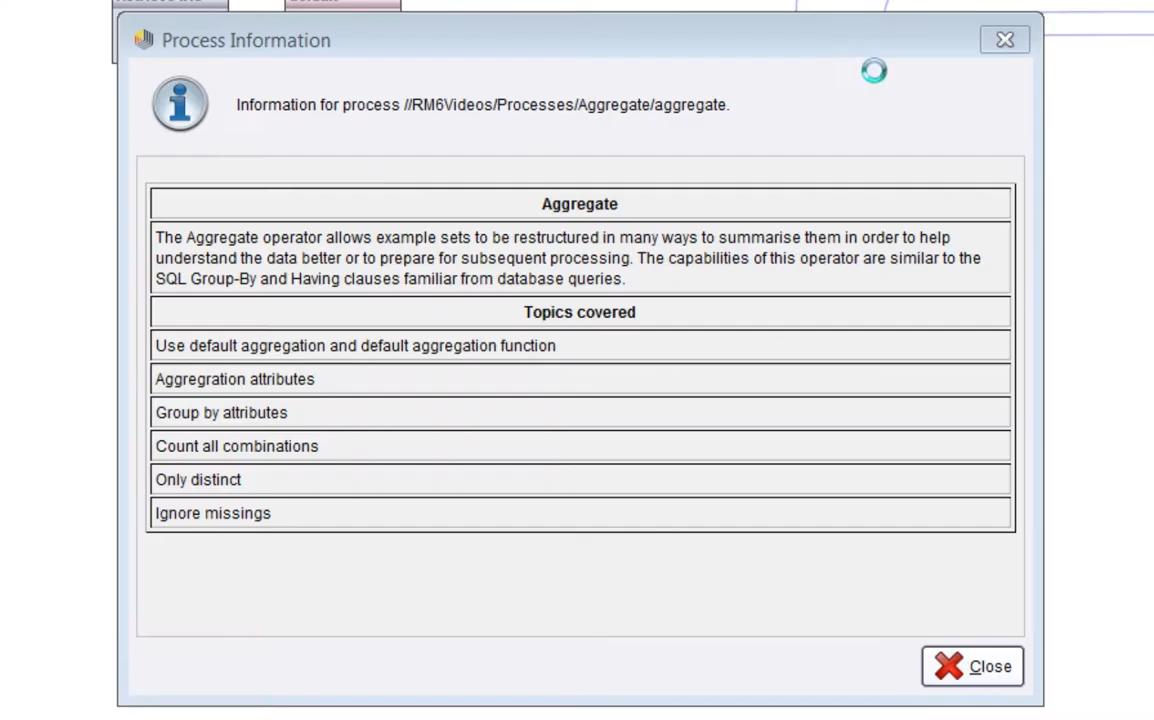 Process Information
Information for process //RM6Videos/Processes/Aggregate/aggregate.
Aggregate
The Aggregate operator allows example sets to be restructured in many ways to summarise them in order to help
understand the data better or to prepare for subsequent processing. The capabilities of this operator are similar to the
SQL Group-By and Having clauses familiar from database queries.
Topics covered
Use default aggregation and default aggregation function
Aggregration attributes
Group by attributes
Count all combinations
Only distinct
Ignore missings
Close